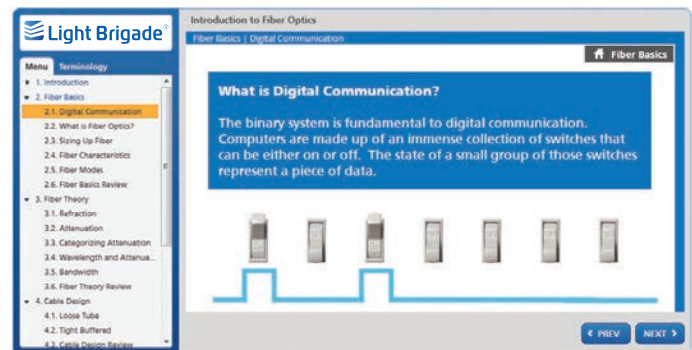 Light Brigade®
Introduction to Fiber Optics
Fiber Basics | Digital Communication
Fiber Basics
Menu Terminology
1. Introduction
2. Fiber Basics
2.1. Digital Communication
2.2. What is Fiber Optics?
2.3. Sizing Up Fiber
2.4. Fiber Characteristics
2.5. Fiber Modes
2.6. Fiber Basics Review
3. Fiber Theory
3.1. Refraction
3.2. Attenuation
3.3. Categorizing Attenuation
3.4. Wavelength and Attenua...
3.5. Bandwidth
3.6. Fiber Theory Review
4. Cable Design
4.1. Loose Tube
4.2. Tight Buffered
4.3. Cable Design Review
What is Digital Communication?
The binary system is fundamental to digital communication.
Computers are made up of an immense collection of switches that
can be either on or off. The state of a small group of those switches
represent a piece of data.
PREV
NEXT